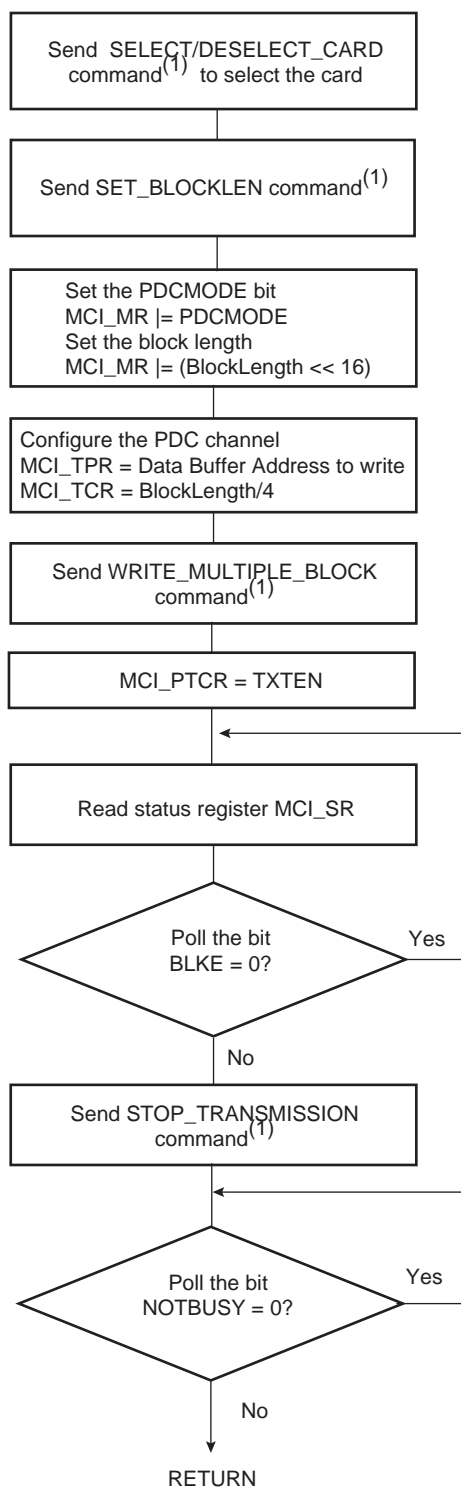 Send SELECT/DESELECT_CARD
command(1) to select the card
Send SET_BLOCKLEN command(1)
Set the PDCMODE bit
MCI_MR |= PDCMODE
Set the block length
MCI_MR |= (BlockLength << 16)
Configure the PDC channel
MCI_TPR = Data Buffer Address to write
MCI_TCR = BlockLength/4
Send WRITE_MULTIPLE_BLOCK
command(1)
MCI_PTCR = TXTEN
Read status register MCI_SR
Poll the bit
BLKE = 0?
Yes
No
Send STOP_TRANSMISSION
command(1)
Poll the bit
NOTBUSY = 0?
Yes
No
RETURN